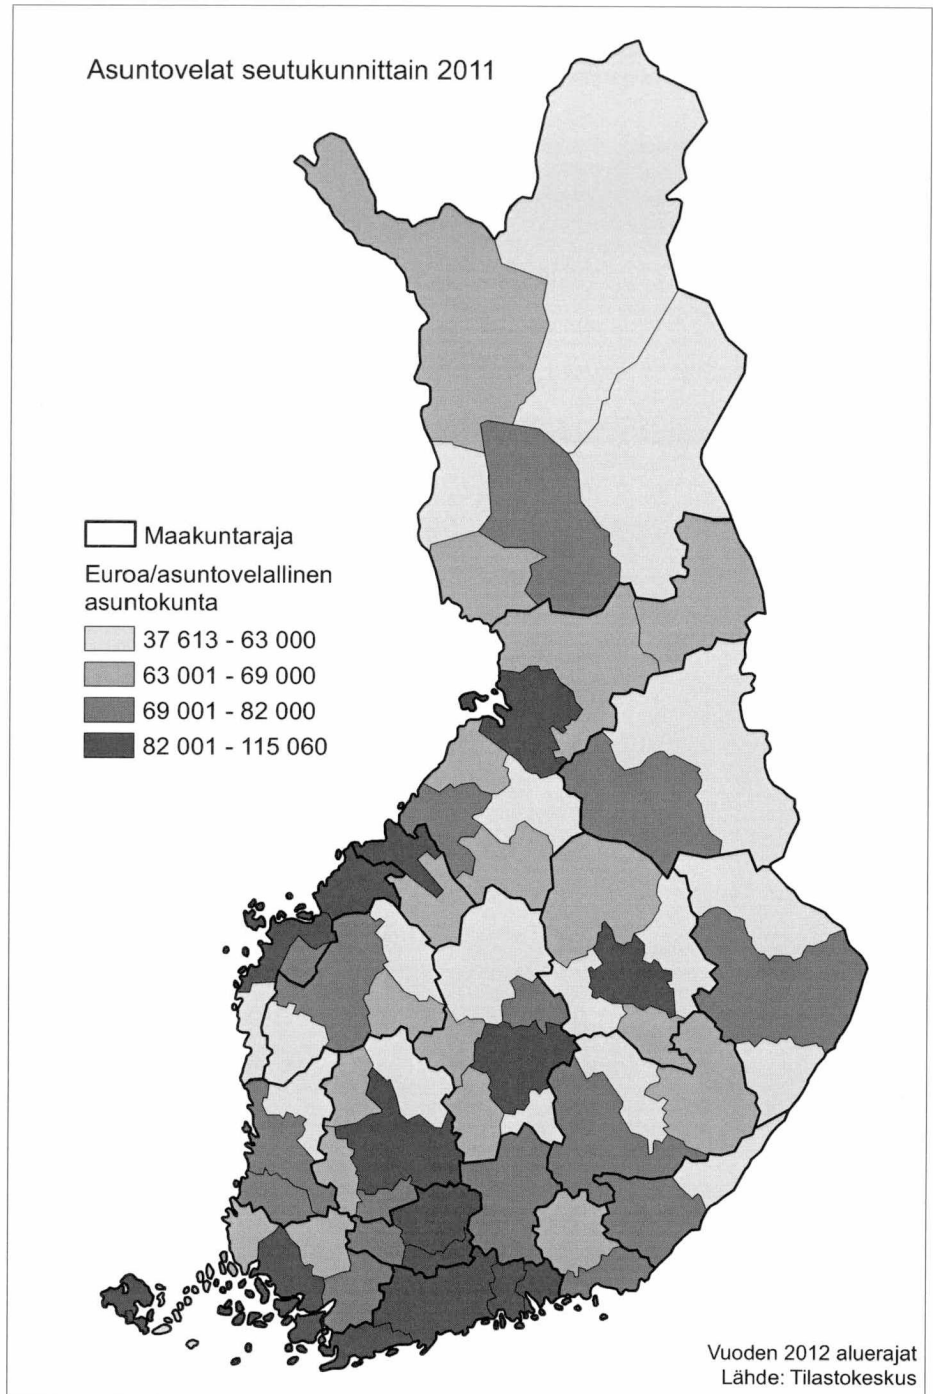 Asuntovelat seutukunnittain 2011
Maakuntaraja
Euroa/asuntovelallinen
asuntokunta
37 613 - 63 000
63 001 - 69 000
69 001 - 82 000
82 001 - 115 060
Vuoden 2012 aluerajat
Lähde: Tilastokeskus